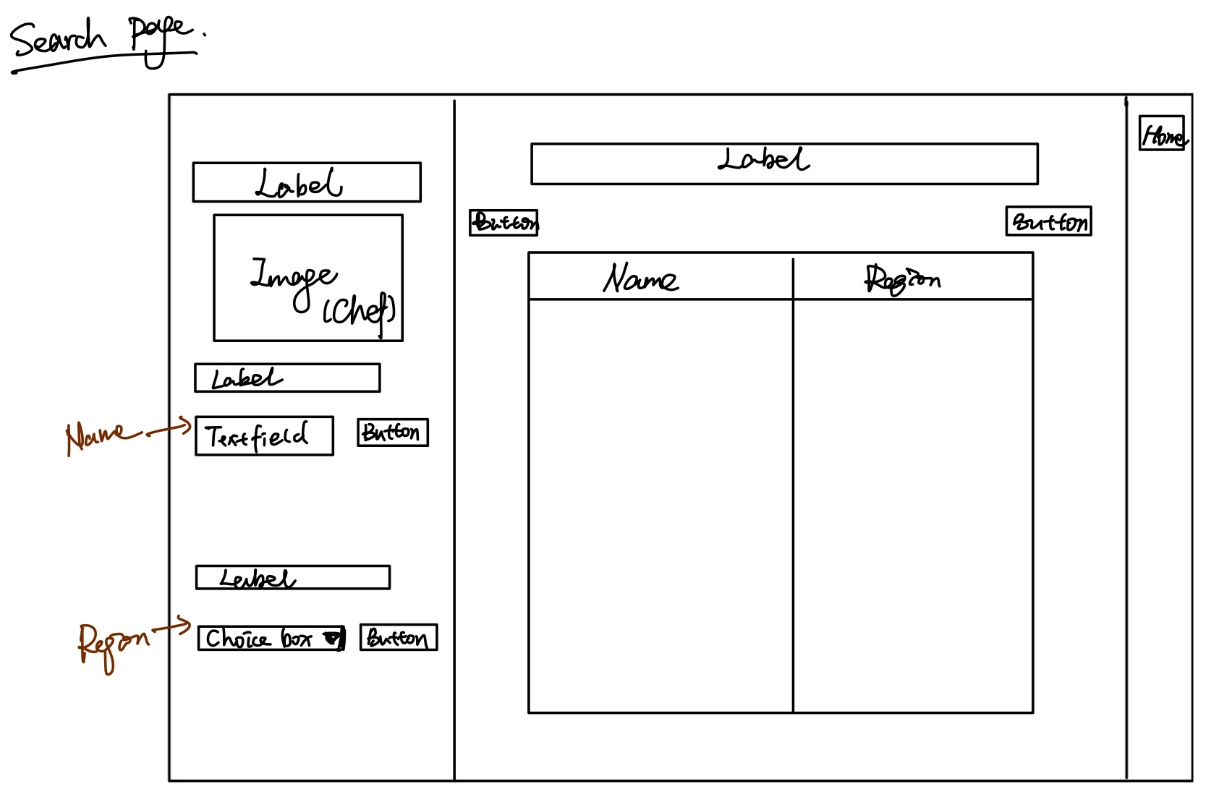 Search Page.
Label
Image
(Chef)
Label
Name
Textfield
Button
Label
Region
Choice box
Button
Label
Button
Button
Name
Region
Home